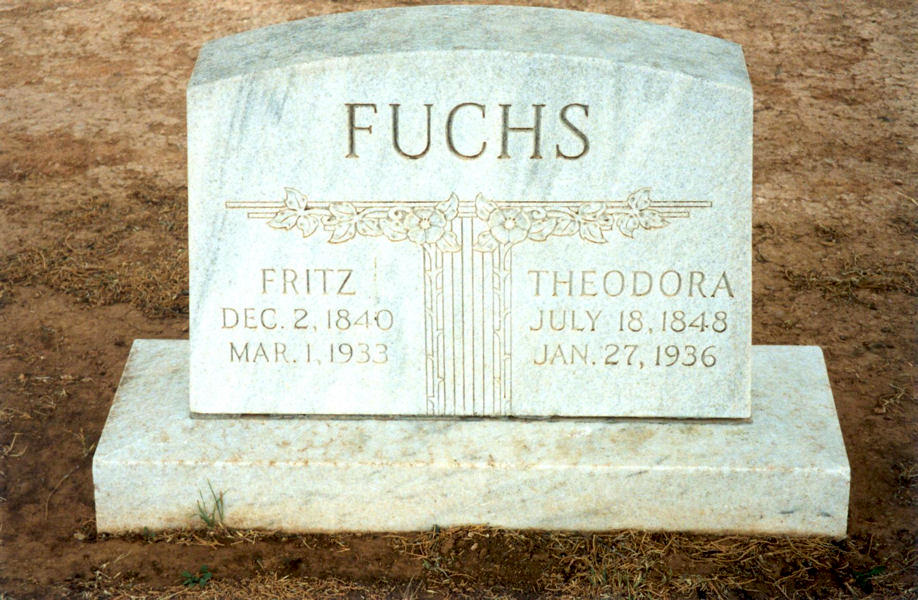 FUCHS
FRITZ
DEC. 2, 1840
MAR. 1, 1933
THEODORA
JULY 18, 1848
JAN. 27, 1936